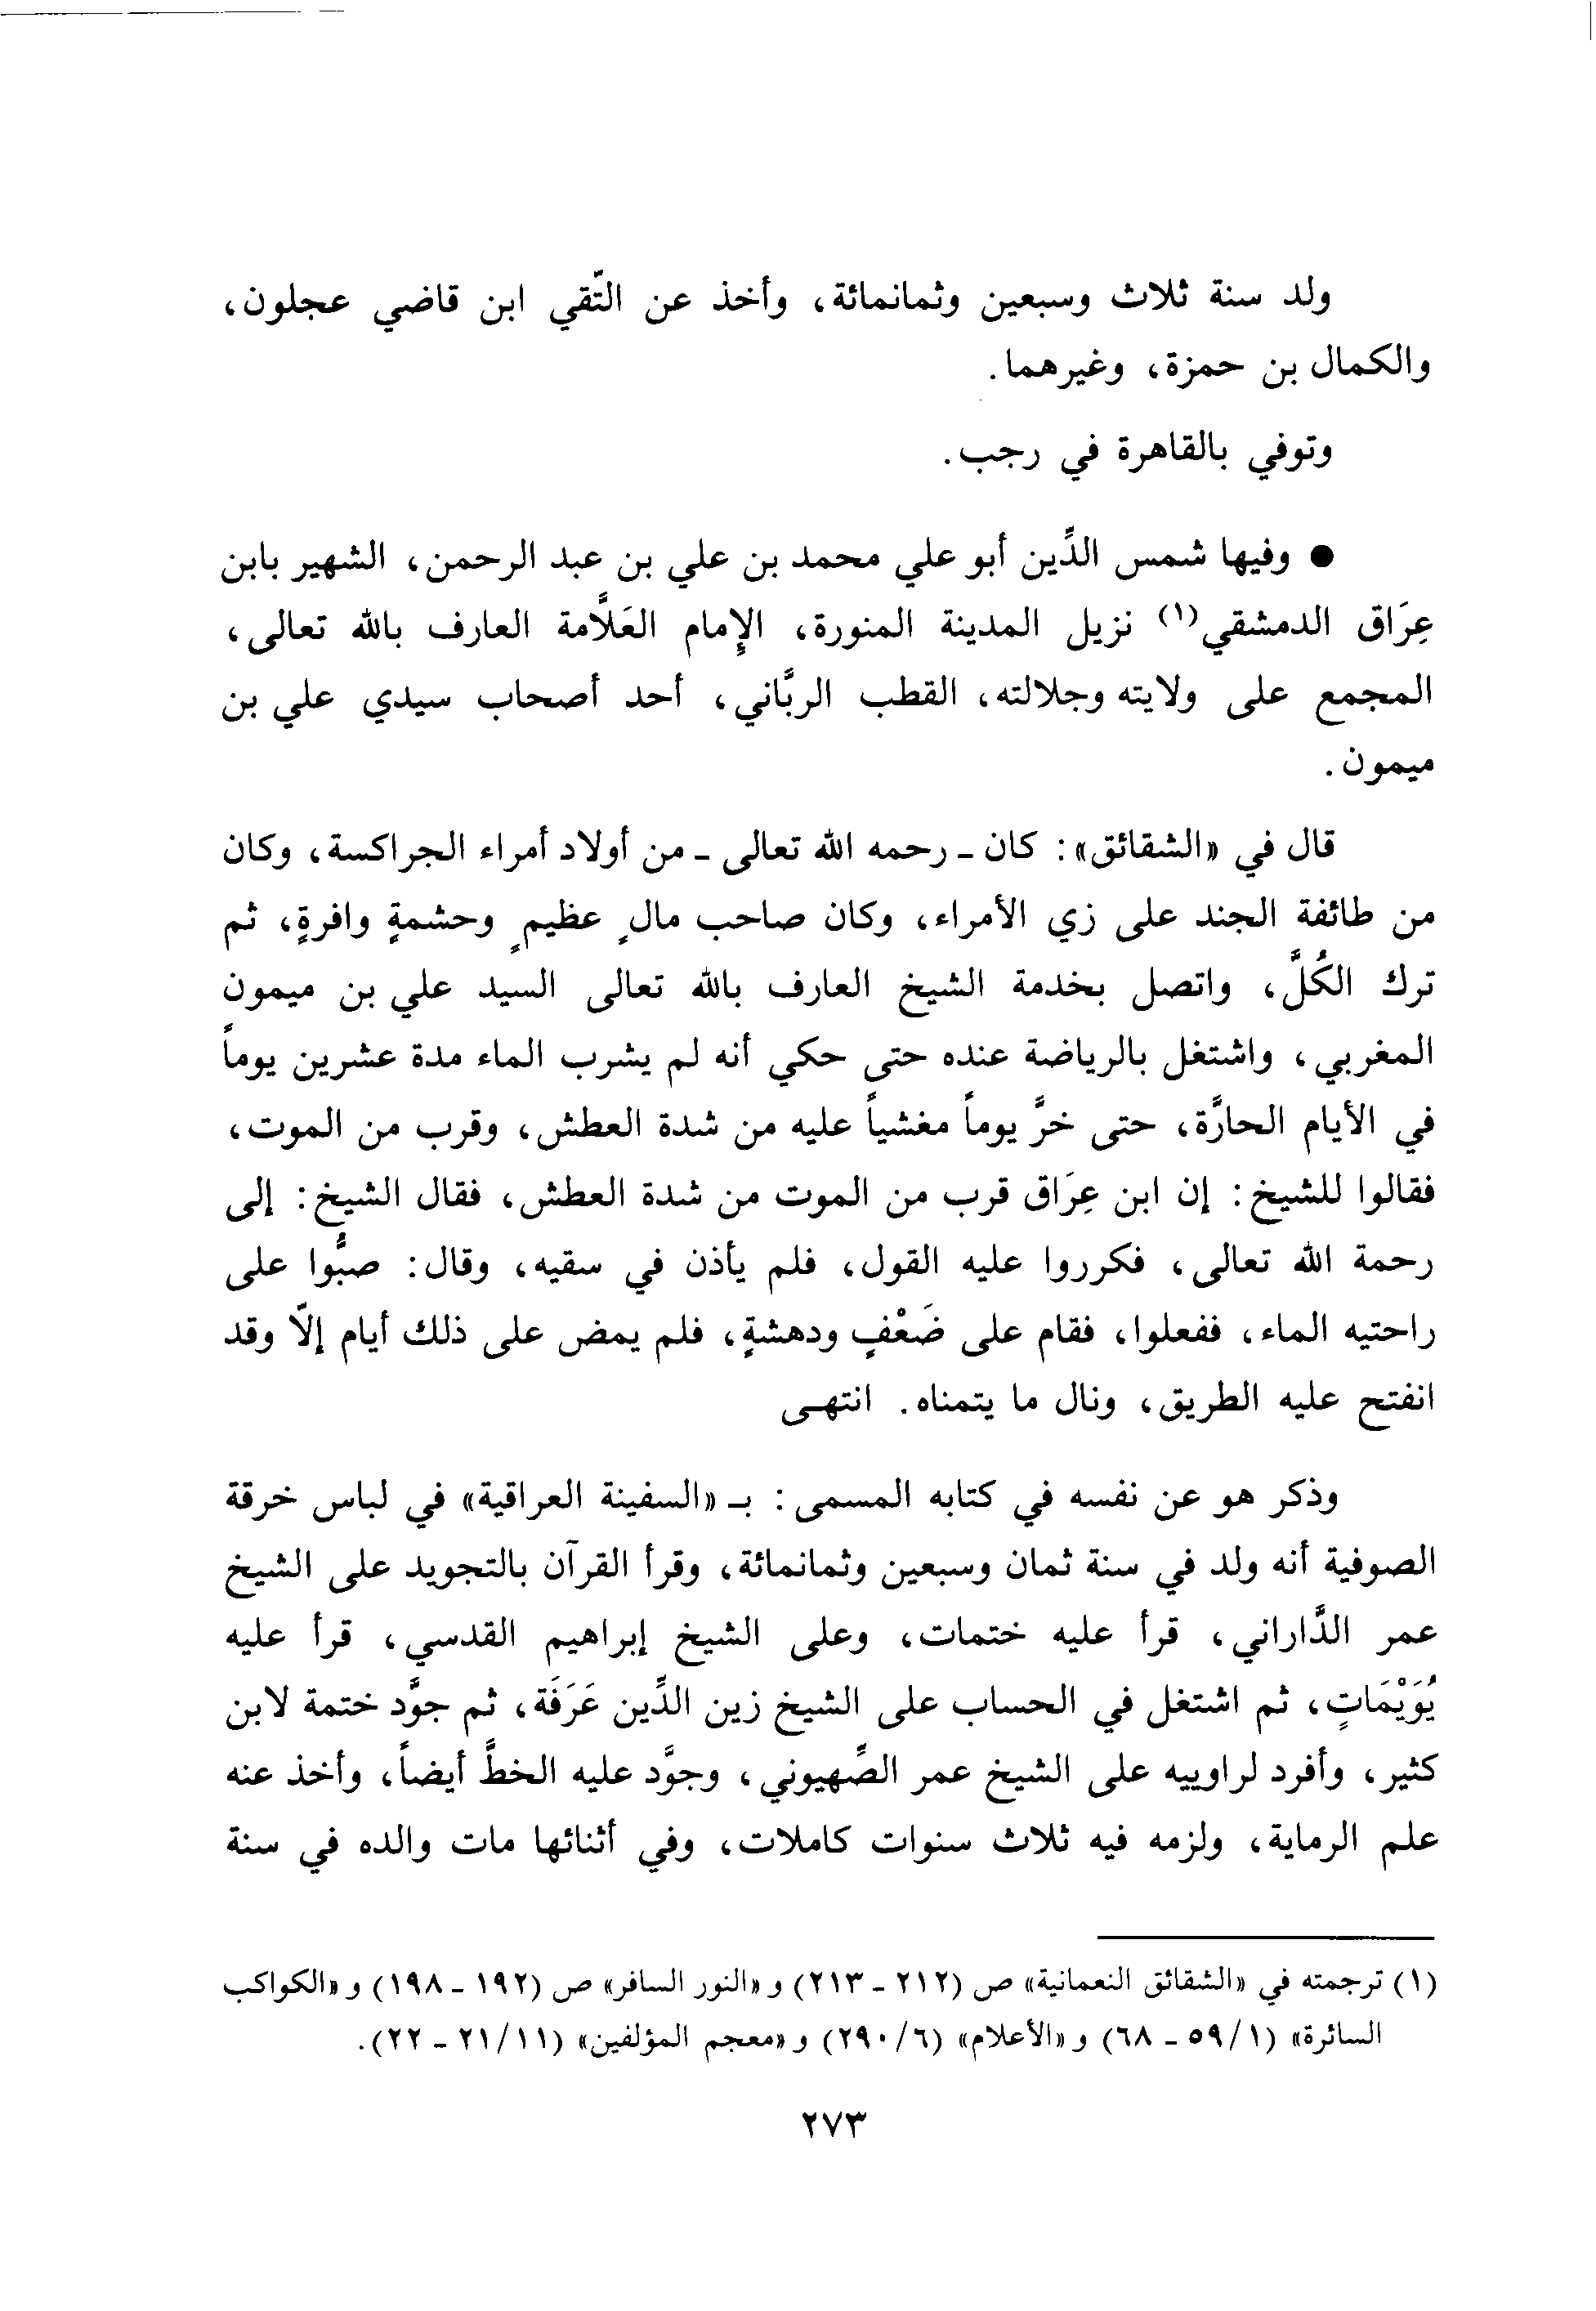 ولد سنة ثلاث وسبعين وثمانمائة، وأخذ عن التّقي ابن قاضي عجلون،
والكمال بن حمزة، وغيرهما.
وتوفي بالقاهرة في رجب.
● وفيها شمس الدِّين أبو علي محمد بن علي بن عبد الرحمن، الشهير بابن
عِرَاق الدمشقي(١) نزيل المدينة المنورة، الإِمام العَلَّامة العارف بالله تعالى،
المجمع على ولايته وجلالته، القطب الربَّاني، أحد أصحاب سيدي علي بن
ميمون.
قال في «الشقائق»: كان ـ رحمه الله تعالى ـ من أولاد أمراء الجراكسة، وكان
من طائفة الجند على زي الأمراء، وكان صاحب مالٍ عظيمٍ وحشمةٍ وافرةٍ، ثم
ترك الكُلَّ، واتصل بخدمة الشيخ العارف بالله تعالى السيد علي بن ميمون
المغربي، واشتغل بالرياضة عنده حتى حكي أنه لم يشرب الماء مدة عشرين يوماً
في الأيام الحارَّة، حتى خرَّ يوماً مغشياً عليه من شدة العطش، وقرب من الموت،
فقالوا للشيخ: إن ابن عِرَاق قرب من الموت من شدة العطش، فقال الشيخ: إلى
رحمة الله تعالى، فكرروا عليه القول، فلم يأذن في سقيه، وقال: صبُّوا على
راحتيه الماء، ففعلوا، فقام على ضَعْفٍ ودهشةٍ، فلم يمض على ذلك أيام إلّا وقد
انفتح عليه الطريق، ونال ما يتمناه. انتهى
وذكر هو عن نفسه في كتابه المسمى: بـ «السفينة العراقية» في لباس خرقة
الصوفية أنه ولد في سنة ثمان وسبعين وثمانمائة، وقرأ القرآن بالتجويد على الشيخ
عمر الدَّاراني، قرأ عليه ختمات، وعلى الشيخ إبراهيم القدسي، قرأ عليه
يُوَيْمَاتٍ، ثم اشتغل في الحساب على الشيخ زين الدِّين عَرَفَة، ثم جوَّد ختمة لابن
كثير، وأفرد لراوييه على الشيخ عمر الصِّهيوني، وجوَّد عليه الخطَّ أيضاً، وأخذ عنه
علم الرماية، ولزمه فيه ثلاث سنوات كاملات، وفي أثنائها مات والده في سنة
(١) ترجمته في «الشقائق النعمانية» ص (٢١٢ ـ ٢١٣) و «النور السافر» ص (١٩٢ ـ ١٩٨) و «الكواكب
السائرة» (١/٥٩ ـ ٦٨) و «الأعلام» (٦/٢٩٠) و «معجم المؤلفين» (١١/٢١ ـ ٢٢).
٢٧٣